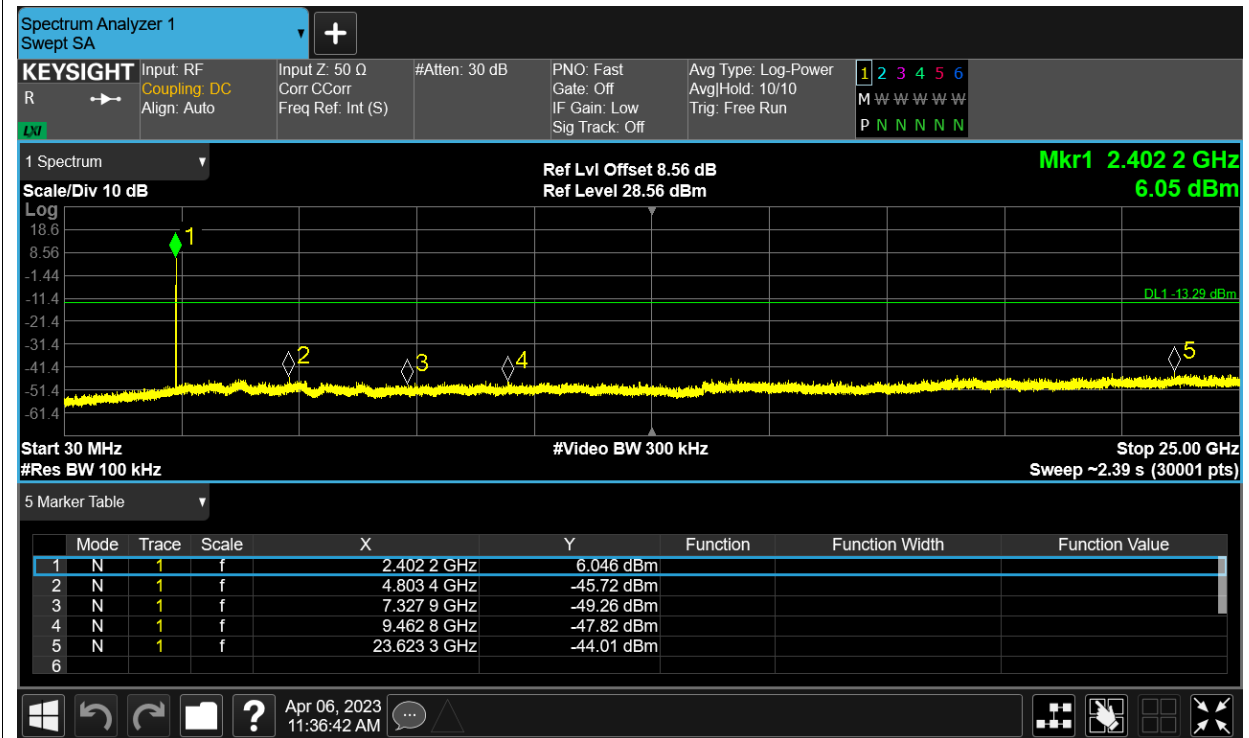 Spectrum Analyzer 1
Swept SA
+
KEYSIGHT Input: RF Input Z: 50 Ω #Atten: 30 dB PNO: Fast Avg Type: Log-Power 1 2 3 4 5 6
R Coupling: DC Corr CCorr Gate: Off Avg|Hold: 10/10 M W W W W W
Align: Auto Freq Ref: Int (S) IF Gain: Low Trig: Free Run
LXI Sig Track: Off P N N N N N
1 Spectrum Ref Lvl Offset 8.56 dB Mkr1 2.402 2 GHz
Scale/Div 10 dB Ref Level 28.56 dBm 6.05 dBm
Log
18.6 1
8.56
-1.44
-11.4 DL1 -13.29 dBm
-21.4
-31.4 2 3 4 5
-41.4
-51.4
-61.4
Start 30 MHz #Video BW 300 kHz Stop 25.00 GHz
#Res BW 100 kHz Sweep ~2.39 s (30001 pts)
5 Marker Table
Mode Trace Scale X Y Function Function Width Function Value
1 N 1 f 2.402 2 GHz 6.046 dBm
2 N 1 f 4.803 4 GHz -45.72 dBm
3 N 1 f 7.327 9 GHz -49.26 dBm
4 N 1 f 9.462 8 GHz -47.82 dBm
5 N 1 f 23.623 3 GHz -44.01 dBm
6
? Apr 06, 2023
11:36:42 AM